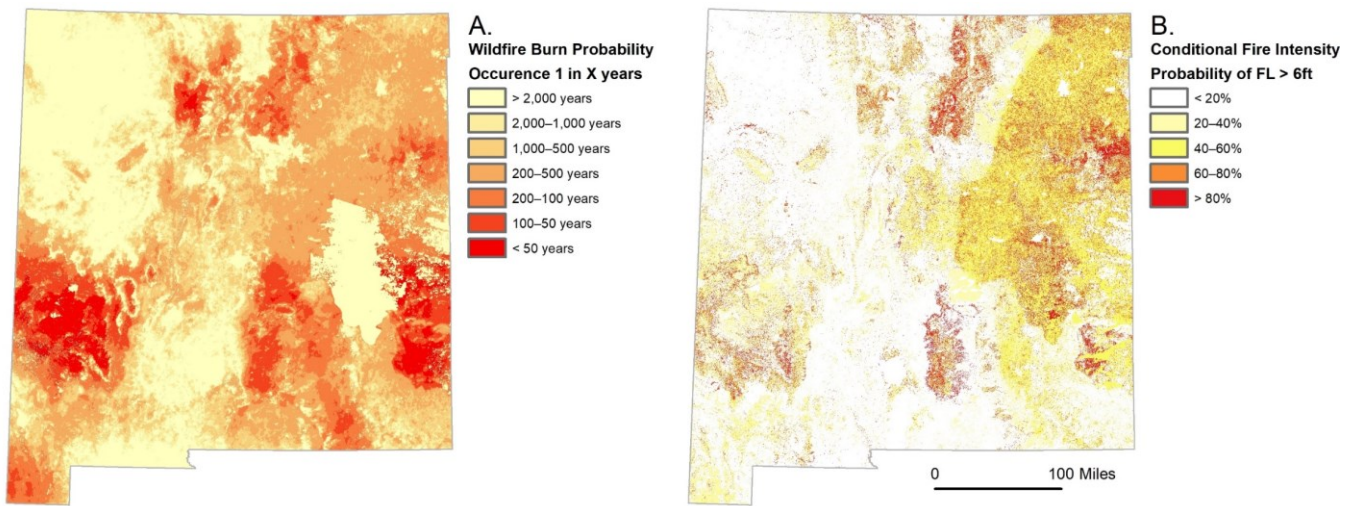 A.
Wildfire Burn Probability
Occurence 1 in X years
> 2,000 years
2,000–1,000 years
1,000–500 years
200–500 years
200–100 years
100–50 years
< 50 years
B.
Conditional Fire Intensity
Probability of FL > 6ft
< 20%
20–40%
40–60%
60–80%
> 80%
0 100 Miles